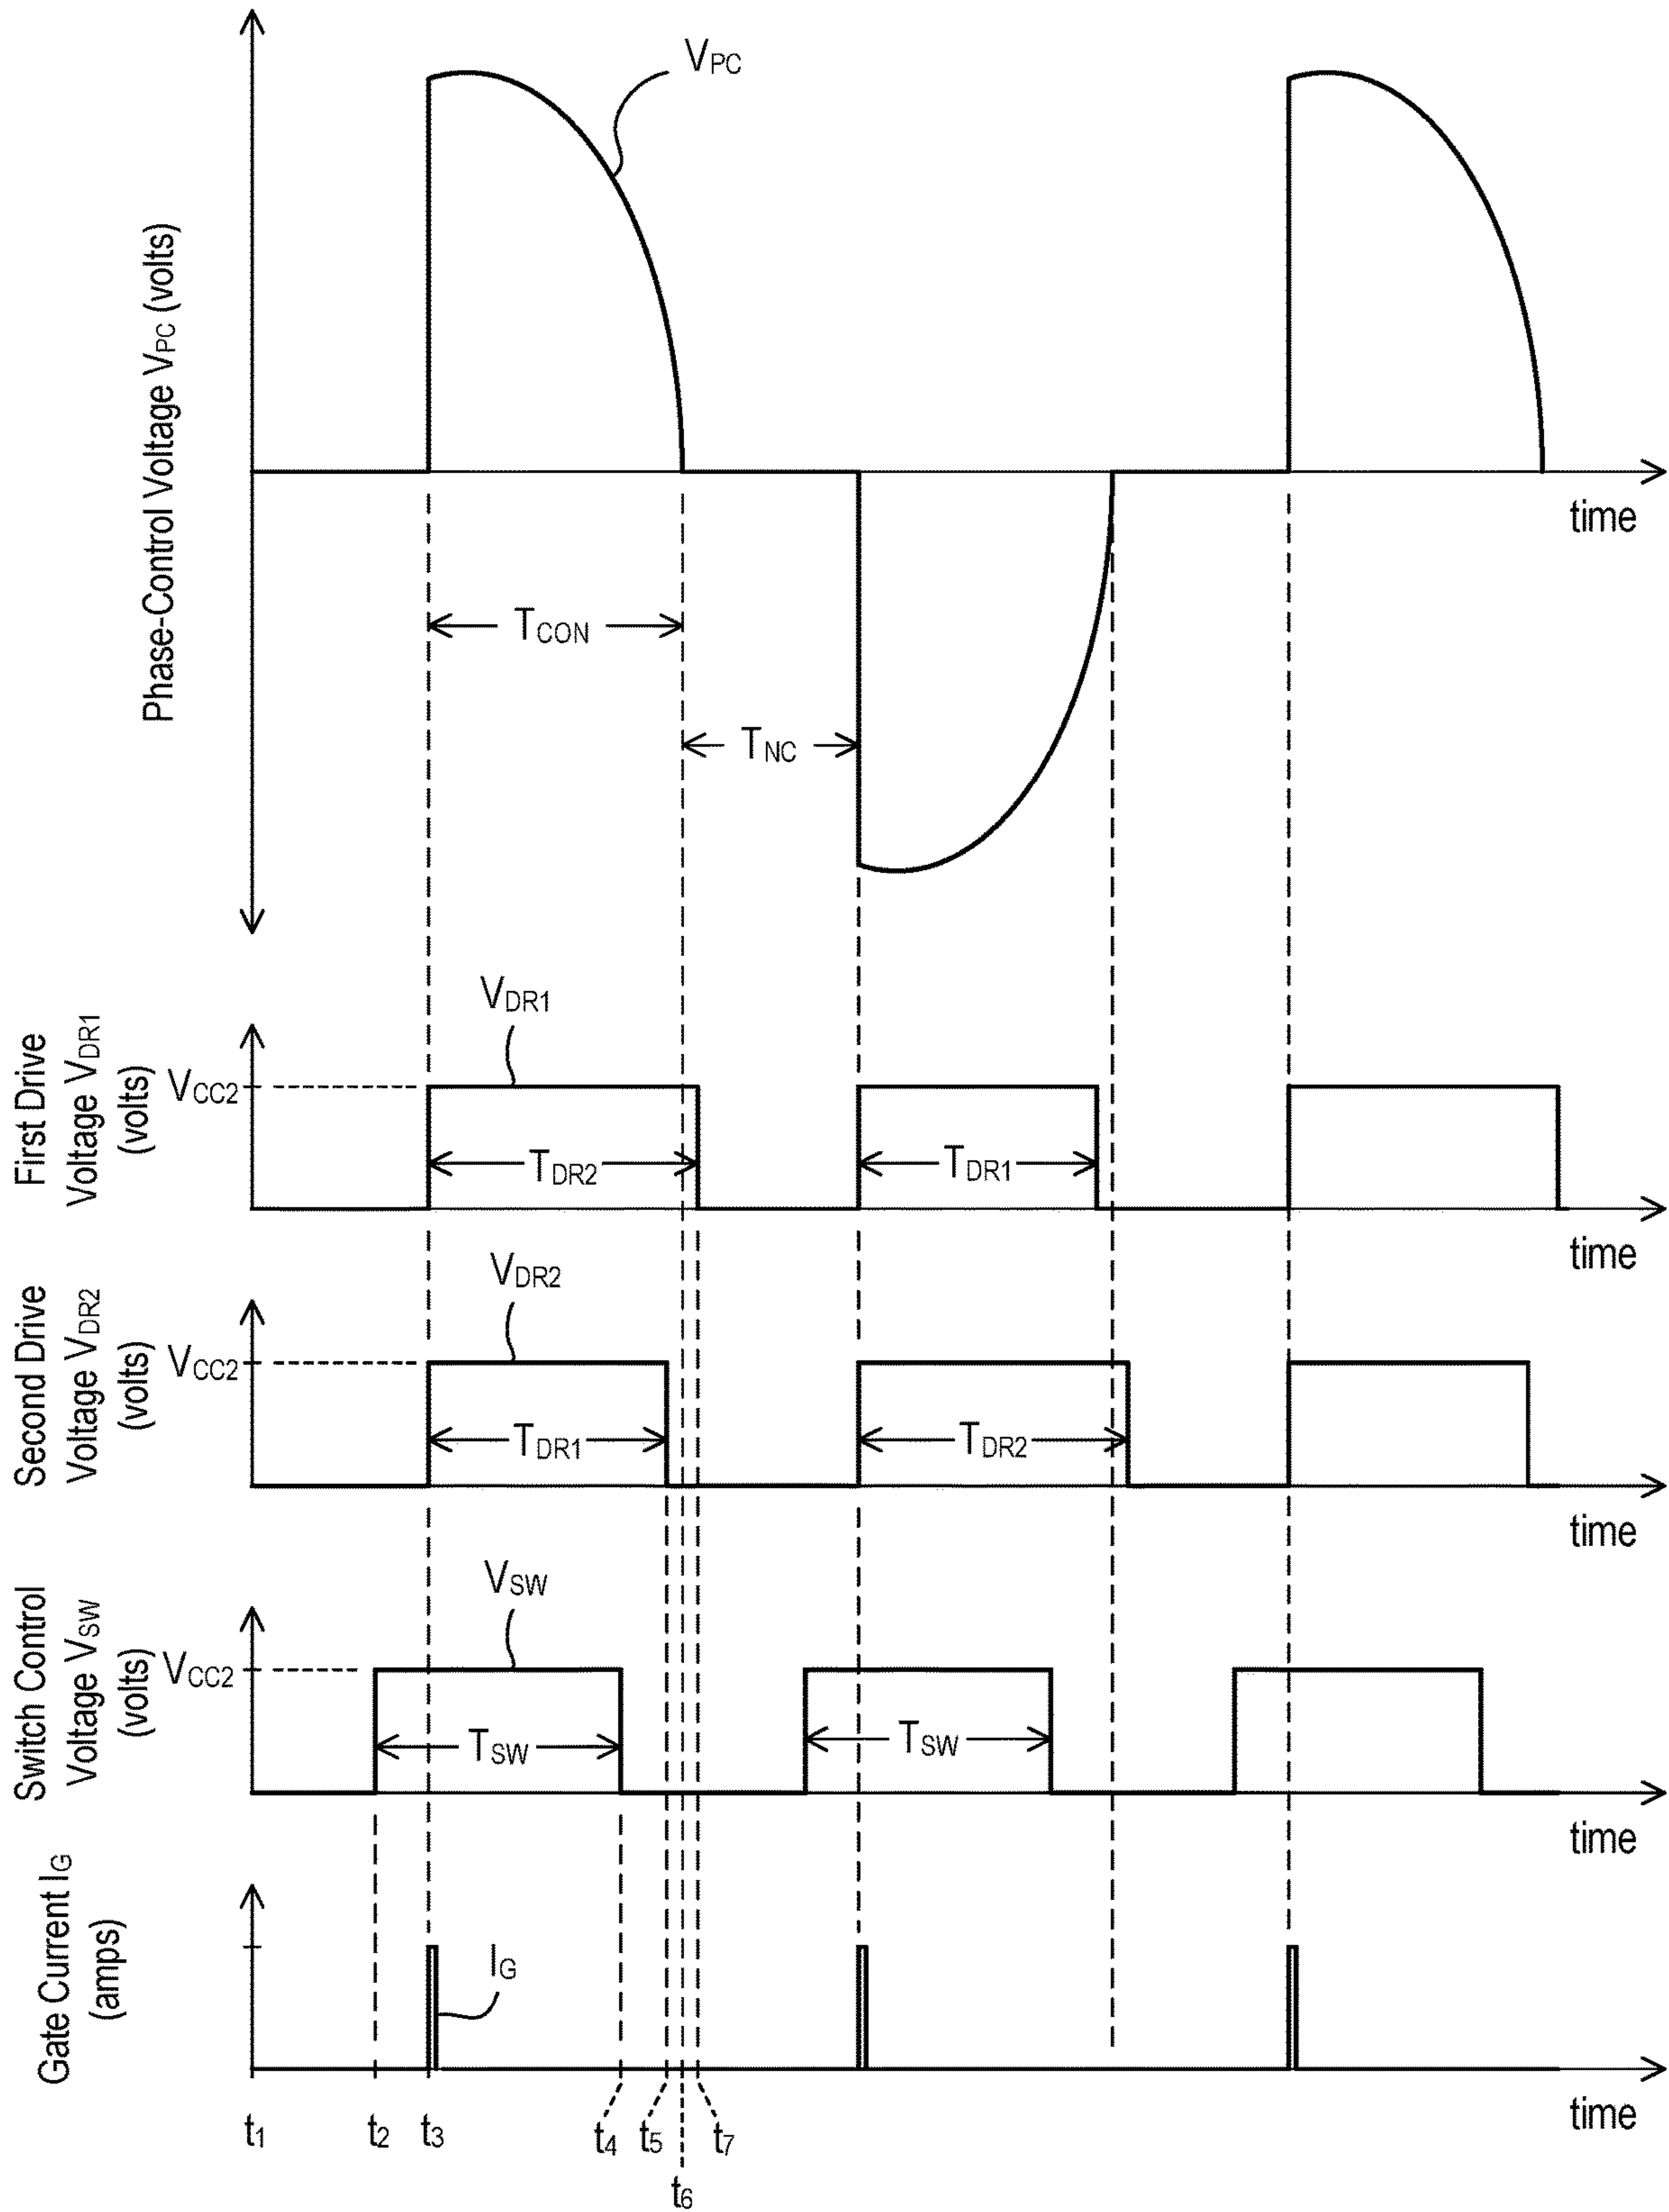 Phase-Control Voltage VPC (volts)
VPC
time
TCON
TNC
First Drive
Voltage VDR1
(volts)
VCC2
VDR1
TDR2
TDR1
time
Second Drive
Voltage VDR2
(volts)
VCC2
VDR2
TDR1
TDR2
time
Switch Control
Voltage VSW
(volts)
VCC2
VSW
TSW
TSW
time
Gate Current IG
(amps)
IG
time
t1
t2
t3
t4
t5
t6
t7